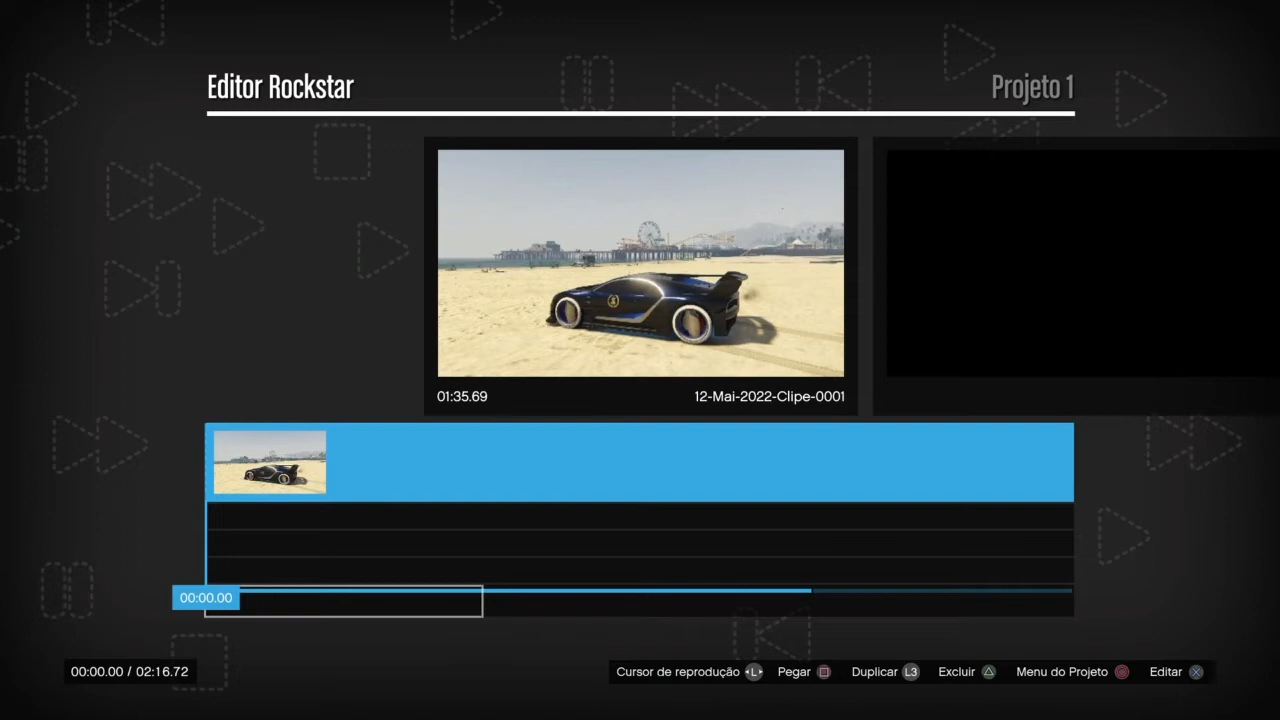 Editor Rockstar
Projeto 1
01:35.69
12-Mai-2022-Clipe-0001
00:00.00
00:00.00 / 02:16.72
Cursor de reprodução L Pegar Duplicar L3 Excluir Menu do Projeto Editar